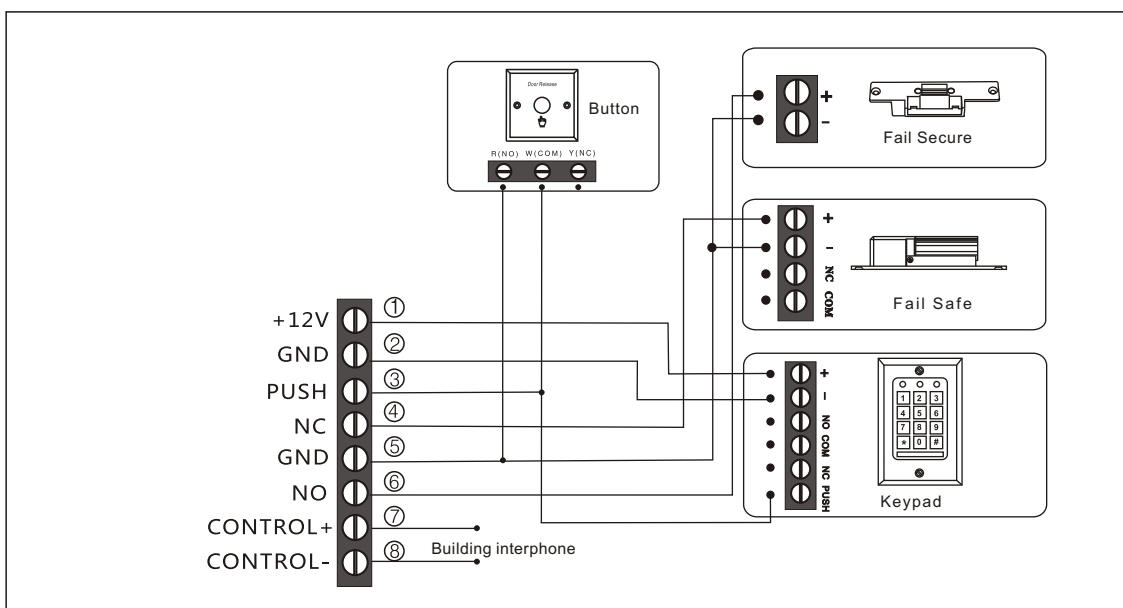 Door Release
Button
R(NO) W(COM) Y(NC)
+
-
Fail Secure
+
-
NC
COM
Fail Safe
+12V ①
GND ②
PUSH ③
NC ④
GND ⑤
NO ⑥
CONTROL+ ⑦
CONTROL- ⑧
Building interphone
+
-
NO
COM
NC
PUSH
1 2 3
4 5 6
7 8 9
* 0 #
Keypad